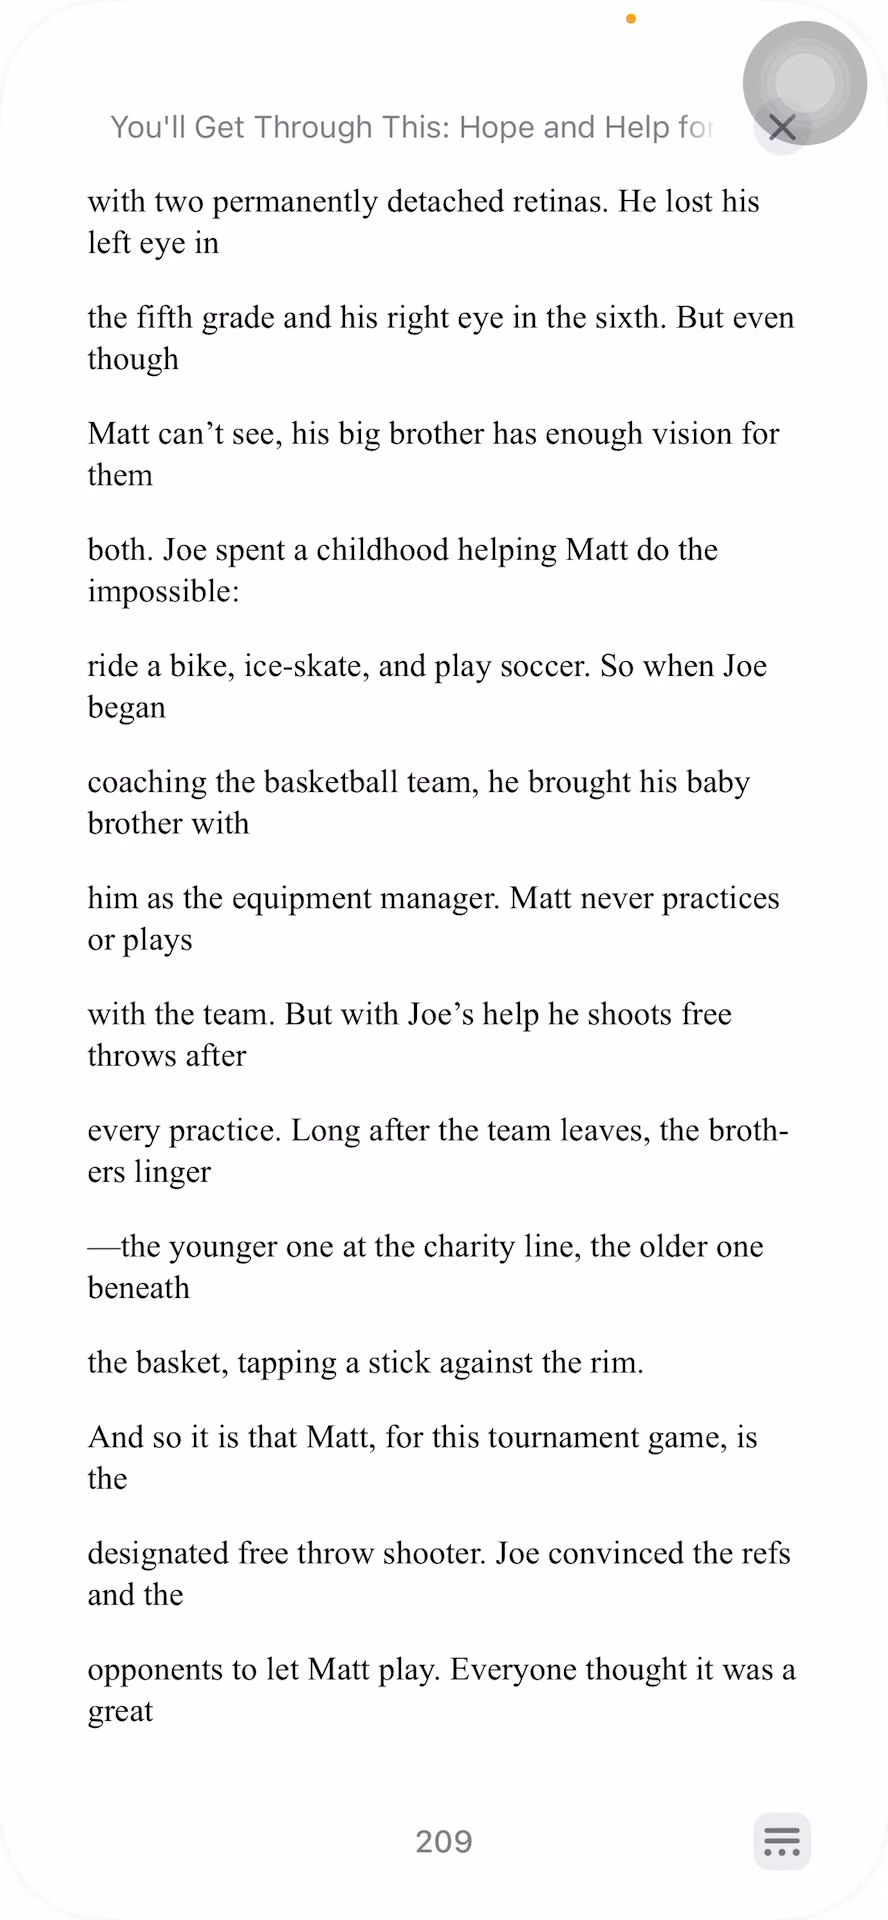 You'll Get Through This: Hope and Help for
with two permanently detached retinas. He lost his
left eye in
the fifth grade and his right eye in the sixth. But even
though
Matt can’t see, his big brother has enough vision for
them
both. Joe spent a childhood helping Matt do the
impossible:
ride a bike, ice-skate, and play soccer. So when Joe
began
coaching the basketball team, he brought his baby
brother with
him as the equipment manager. Matt never practices
or plays
with the team. But with Joe’s help he shoots free
throws after
every practice. Long after the team leaves, the broth-
ers linger
—the younger one at the charity line, the older one
beneath
the basket, tapping a stick against the rim.
And so it is that Matt, for this tournament game, is
the
designated free throw shooter. Joe convinced the refs
and the
opponents to let Matt play. Everyone thought it was a
great
209